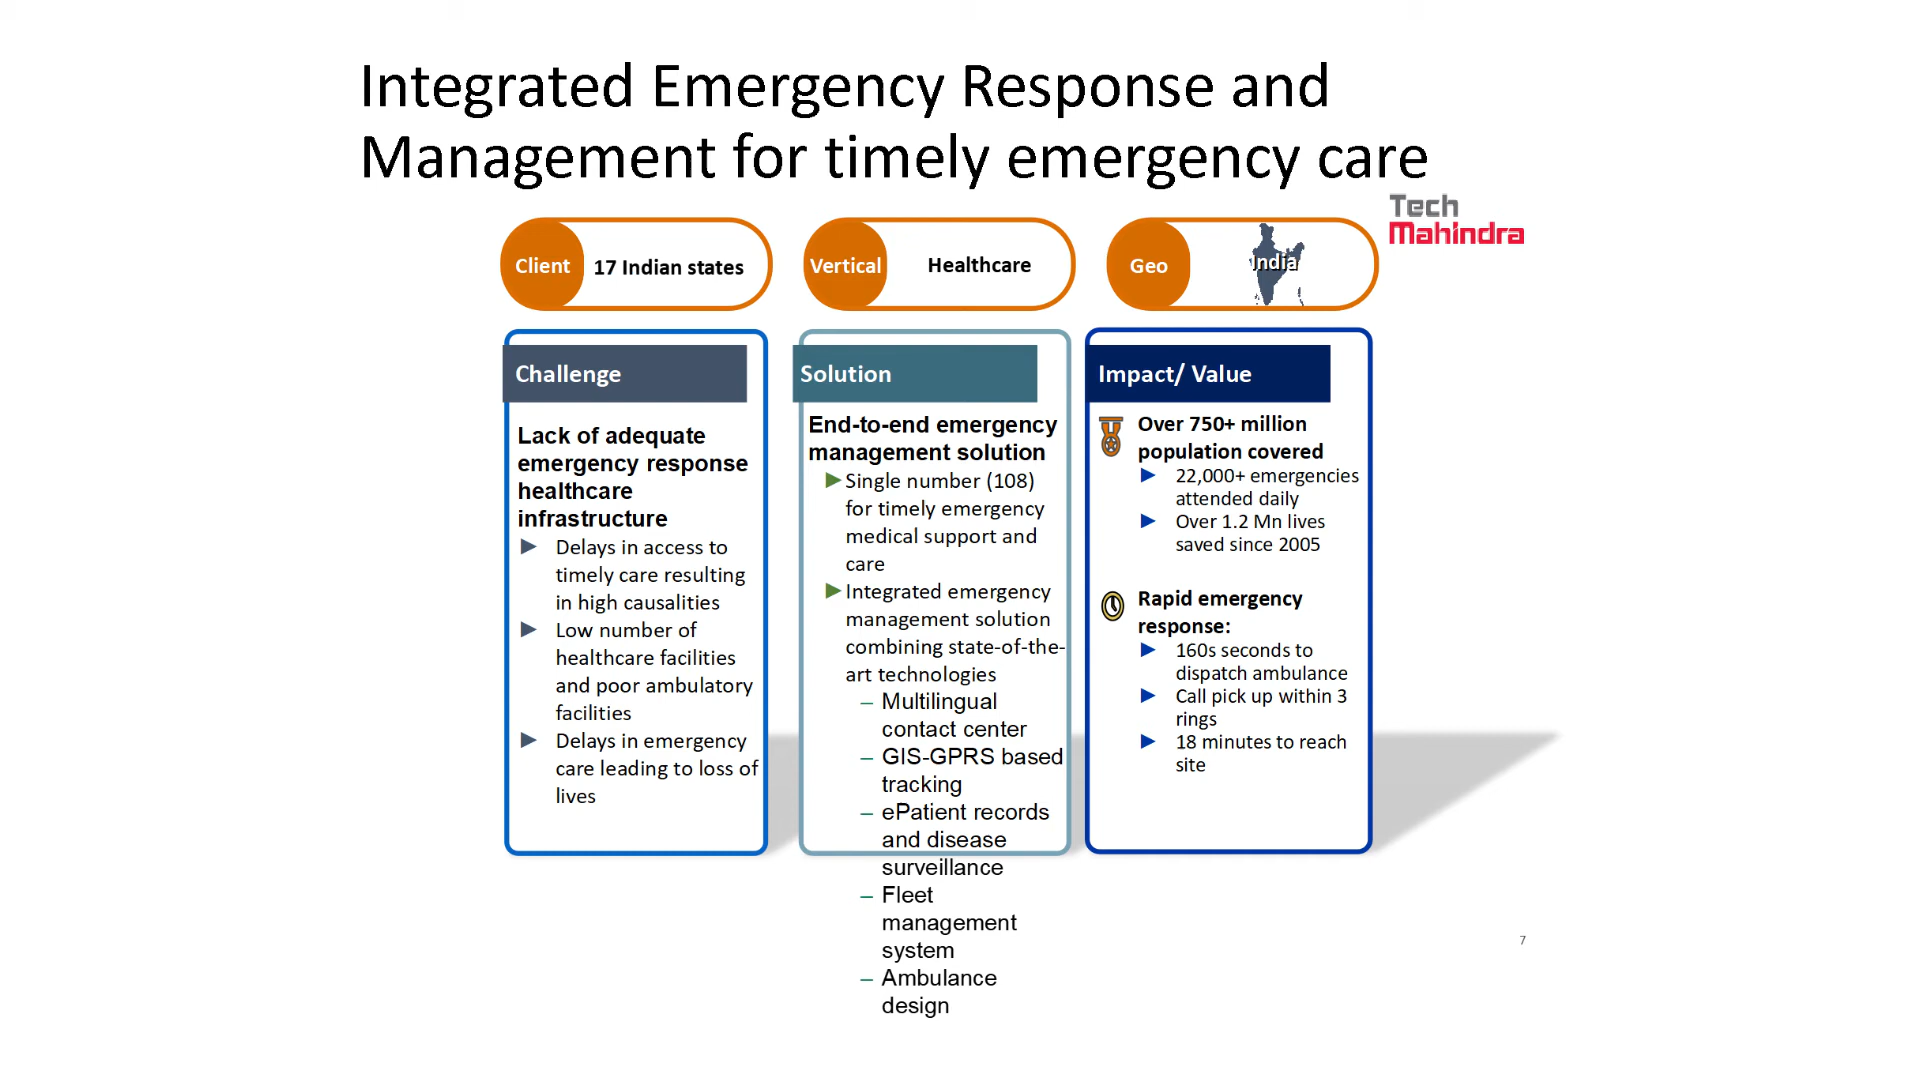 Integrated Emergency Response and
Management for timely emergency care
Tech
Mahindra
Client
17 Indian states
Vertical
Healthcare
Geo
India
Challenge
Lack of adequate
emergency response
healthcare
infrastructure
Delays in access to
timely care resulting
in high causalities
Low number of
healthcare facilities
and poor ambulatory
facilities
Delays in emergency
care leading to loss of
lives
Solution
End-to-end emergency
management solution
Single number (108)
for timely emergency
medical support and
care
Integrated emergency
management solution
combining state-of-the-
art technologies
– Multilingual
contact center
– GIS-GPRS based
tracking
– ePatient records
and disease
surveillance
– Fleet
management
system
– Ambulance
design
Impact/ Value
Over 750+ million
population covered
22,000+ emergencies
attended daily
Over 1.2 Mn lives
saved since 2005
Rapid emergency
response:
160s seconds to
dispatch ambulance
Call pick up within 3
rings
18 minutes to reach
site
7